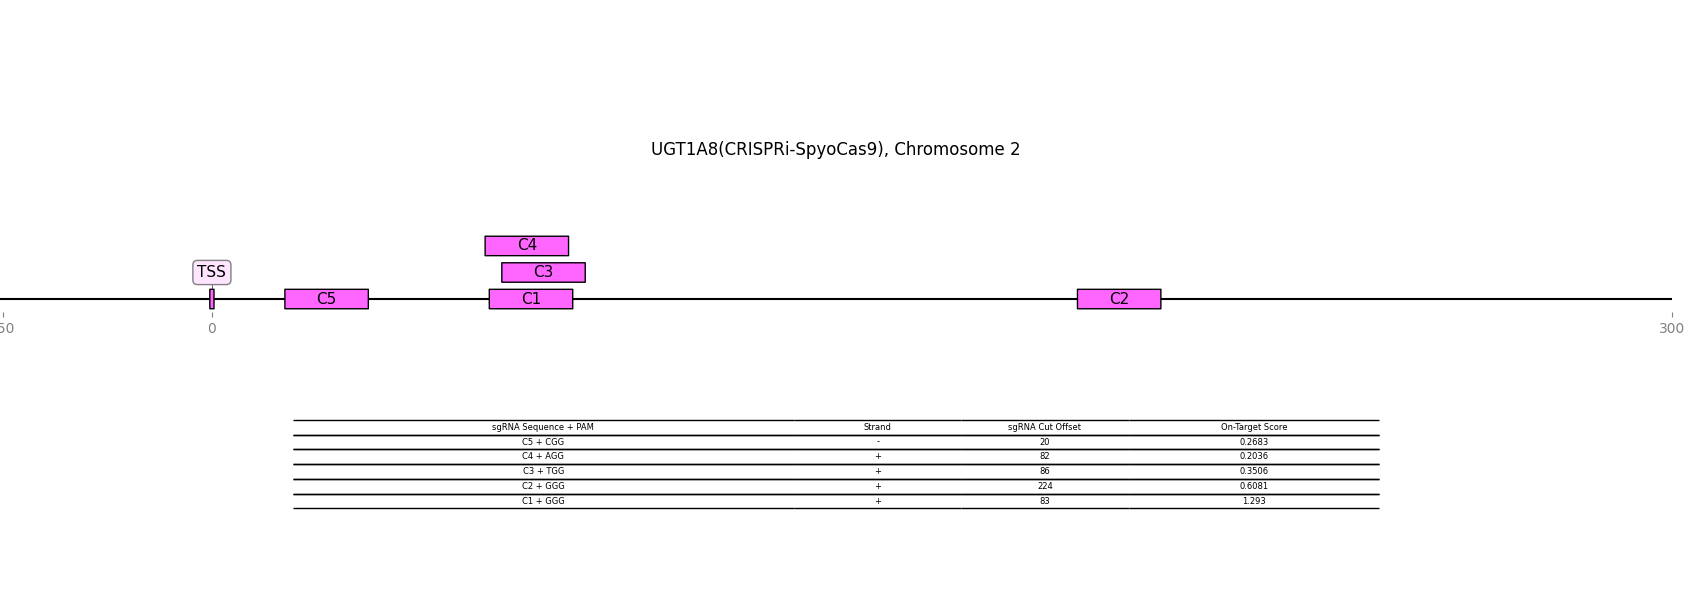 UGT1A8(CRISPRi-SpyoCas9), Chromosome 2
C4
TSS C3
C5 C1 C2
50 0 300
sgRNA Sequence + PAM Strand sgRNA Cut Offset On-Target Score
C5 + CGG - 20 0.2683
C4 + AGG + 82 0.2036
C3 + TGG + 86 0.3506
C2 + GGG + 224 0.6081
C1 + GGG + 83 1.293